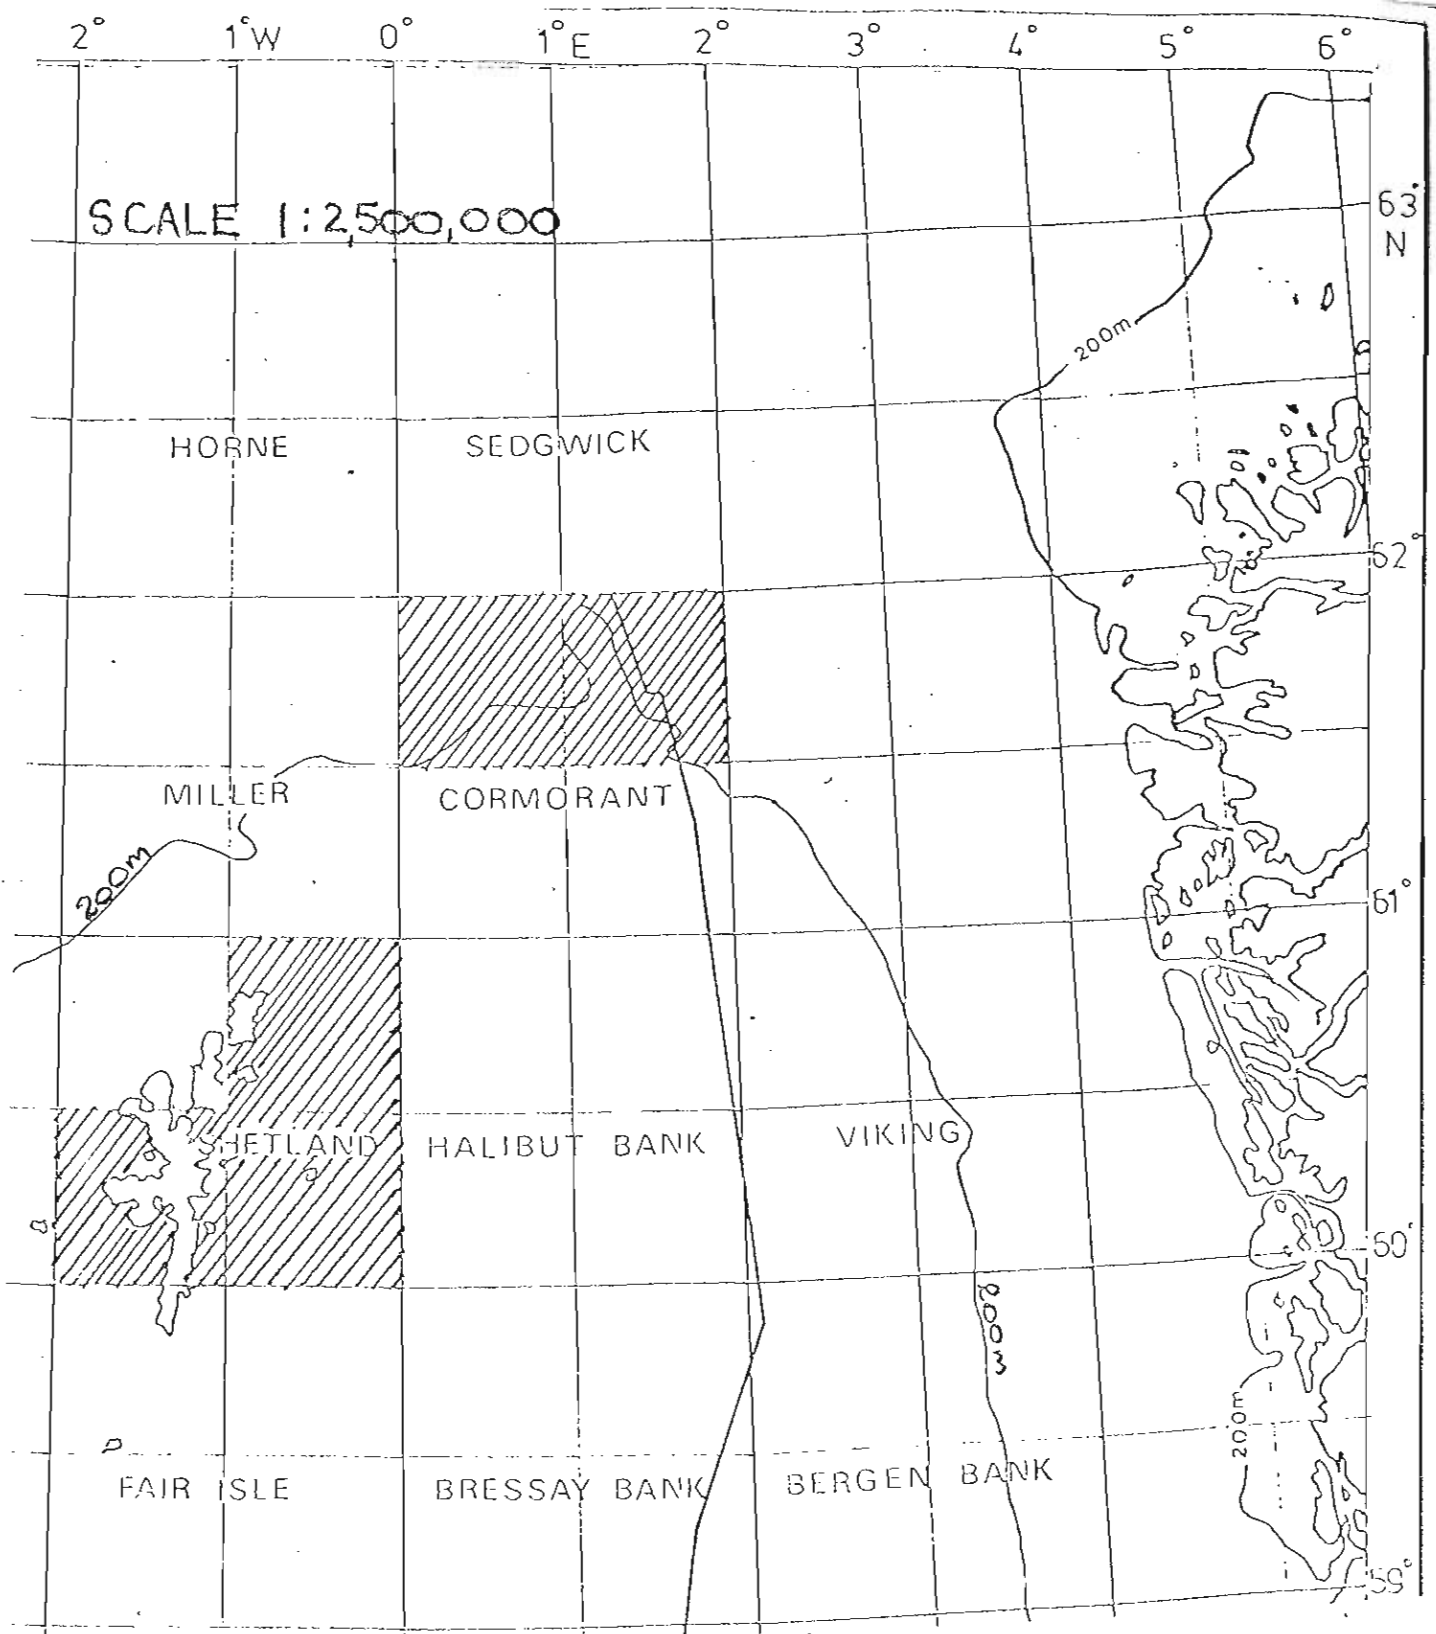 2° 1°W 0° 1°E 2° 3° 4° 5° 6°
SCALE 1:2,500,000
63°
N
200m
HORNE SEDGWICK
62°
MILLER CORMORANT
200m
61°
HETLAND HALIBUT BANK VIKING
60°
200m
200m
FAIR ISLE BRESSAY BANK BERGEN BANK
59°